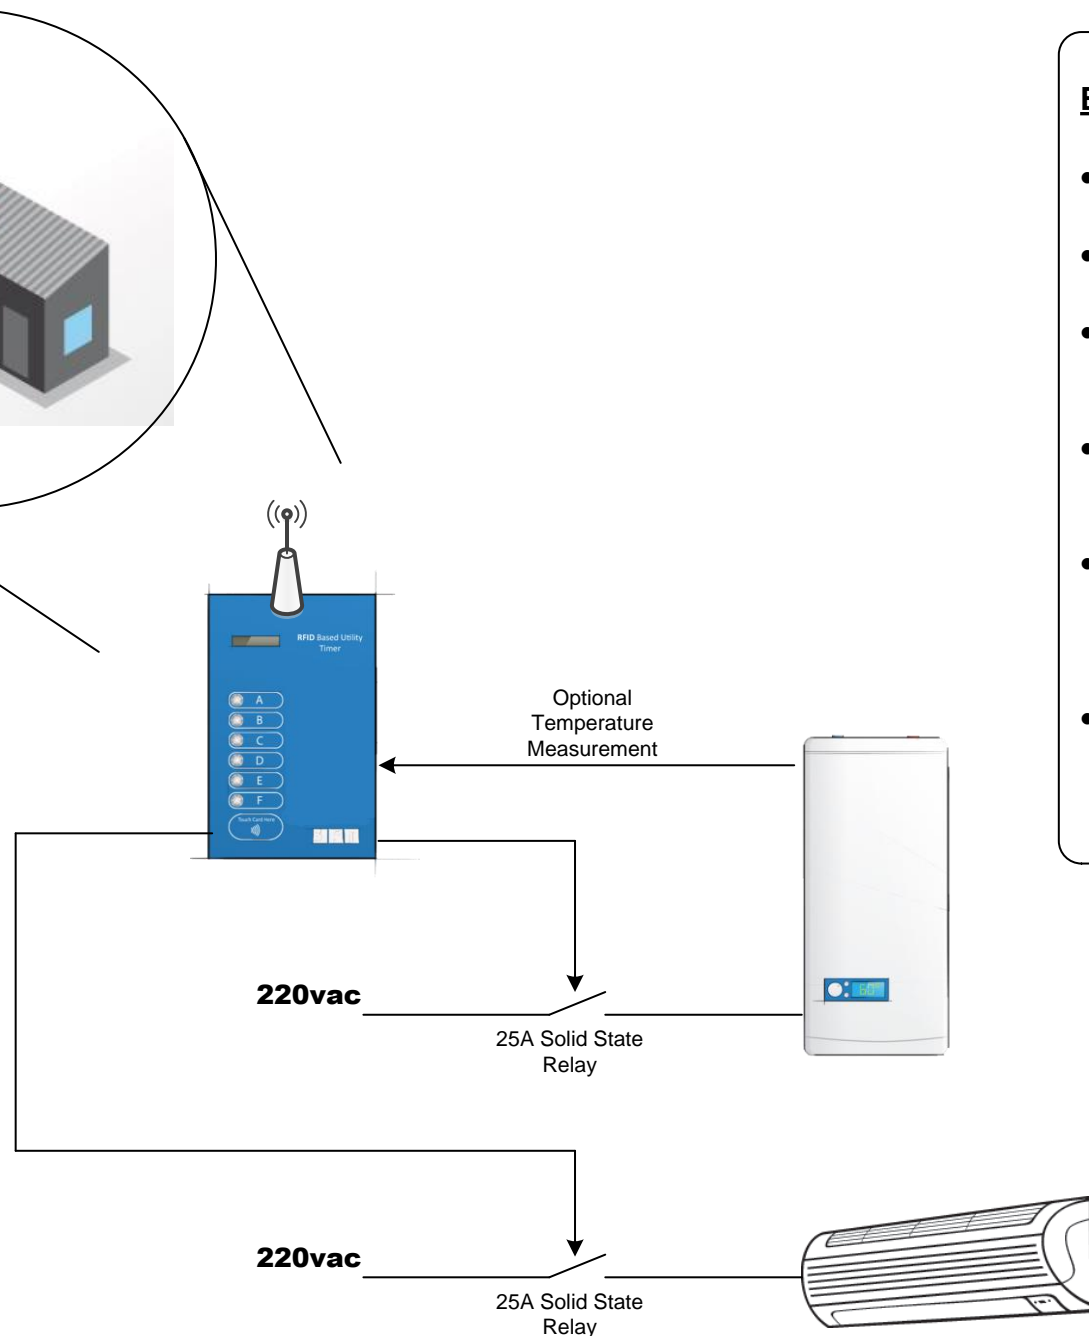 RFID Based Utility
Timer
A
B
C
D
E
F
Touch Card Here
Optional
Temperature
Measurement
60°
220vac
25A Solid State
Relay
220vac
25A Solid State
Relay